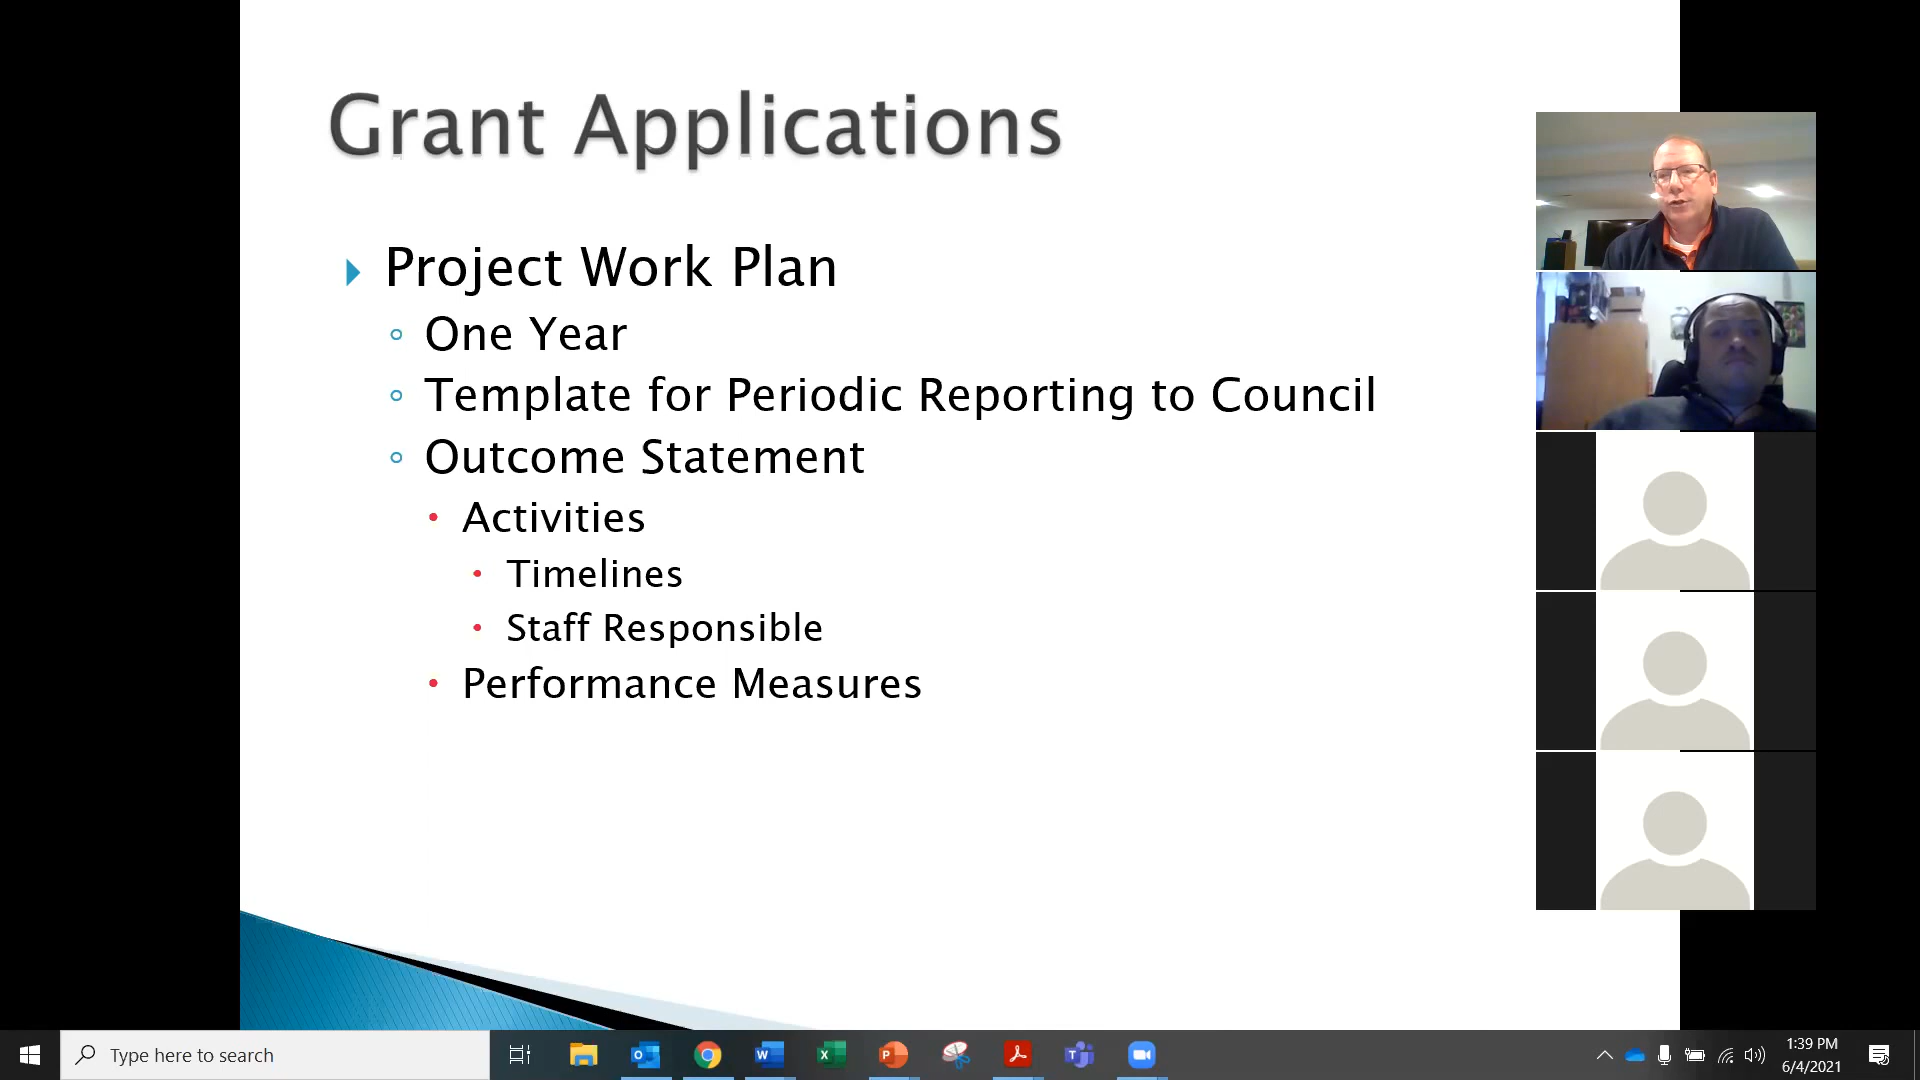 Grant Applications
Project Work Plan
One Year
Template for Periodic Reporting to Council
Outcome Statement
Activities
Timelines
Staff Responsible
Performance Measures
Type here to search
1:39 PM
6/4/2021